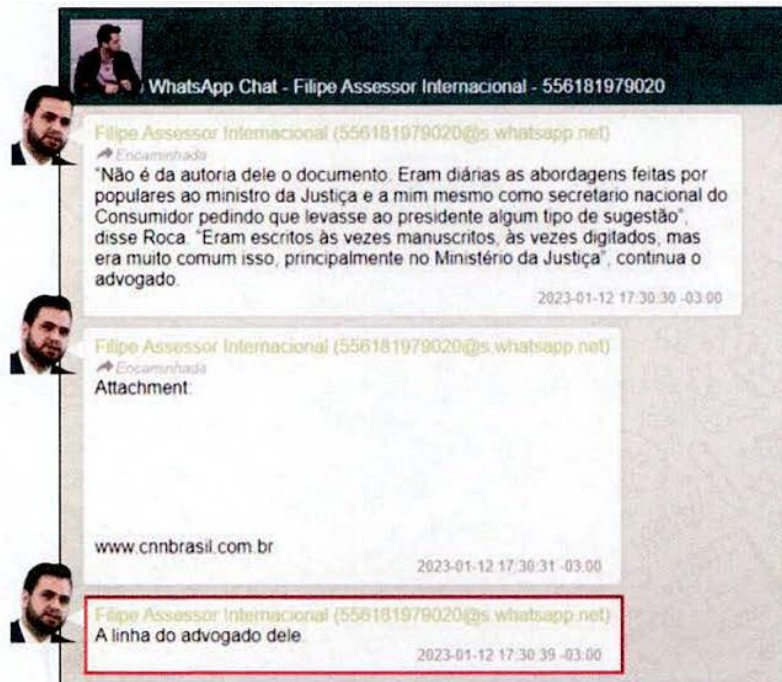 WhatsApp Chat - Filipe Assessor Internacional - 556181979020
Filipe Assessor Internacional (556181979020@s.whatsapp.net)
Encaminhada
"Não é da autoria dele o documento. Eram diárias as abordagens feitas por
populares ao ministro da Justiça e a mim mesmo como secretario nacional do
Consumidor pedindo que levasse ao presidente algum tipo de sugestão",
disse Roca. "Eram escritos às vezes manuscritos, às vezes digitados, mas
era muito comum isso, principalmente no Ministério da Justiça", continua o
advogado.
2023-01-12 17:30:30 -03:00
Filipe Assessor Internacional (556181979020@s.whatsapp.net)
Encaminhada
Attachment:
www.cnnbrasil.com.br
2023-01-12 17:30:31 -03:00
Filipe Assessor Internacional (556181979020@s.whatsapp.net)
A linha do advogado dele
2023-01-12 17:30:39 -03:00